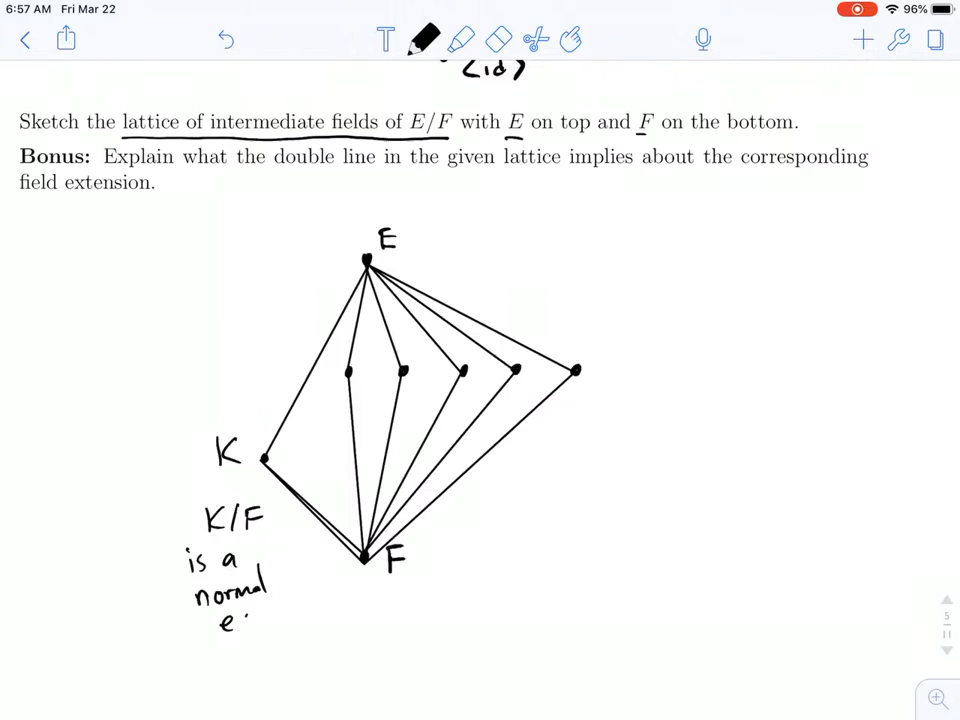 6:57 AM Fri Mar 22
96%
T
⟨id⟩
Sketch the lattice of intermediate fields of E/F with E on top and F on the bottom.
Bonus: Explain what the double line in the given lattice implies about the corresponding
field extension.
E
K
K/F
is a
normal
e
F
5
11